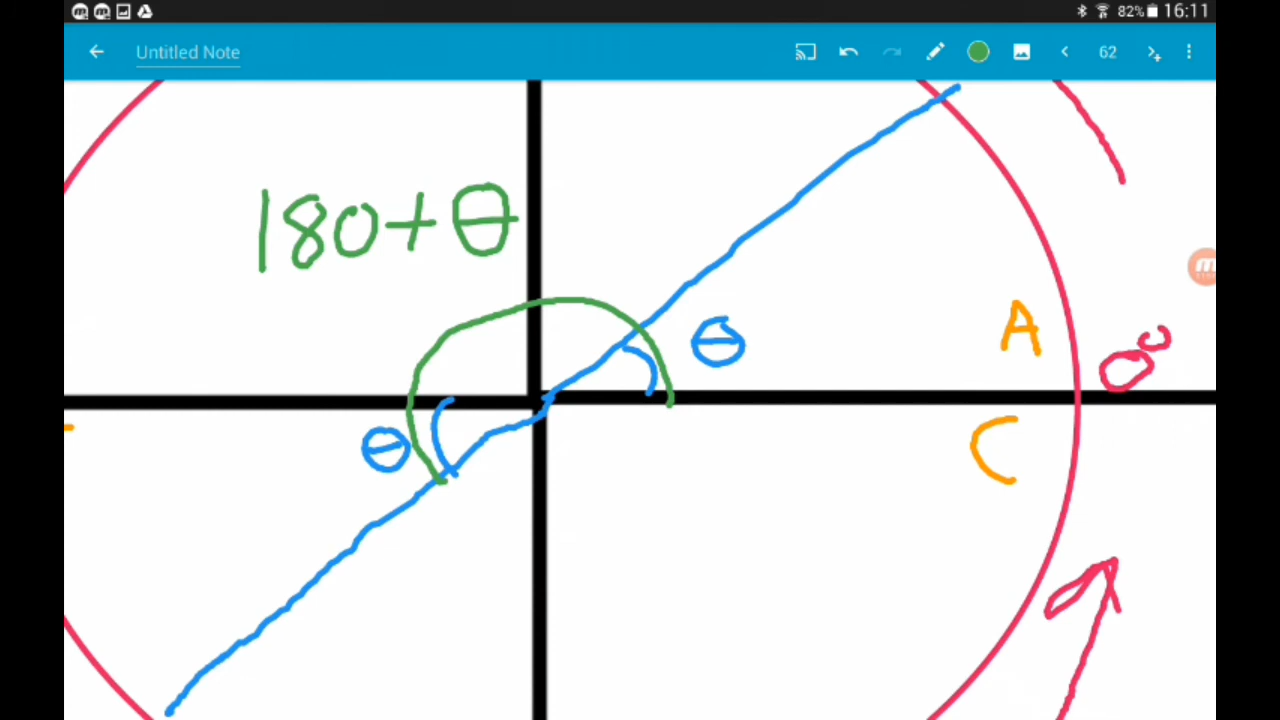 82% 16:11
Untitled Note
62
180+θ
θ
A
0°
θ
C